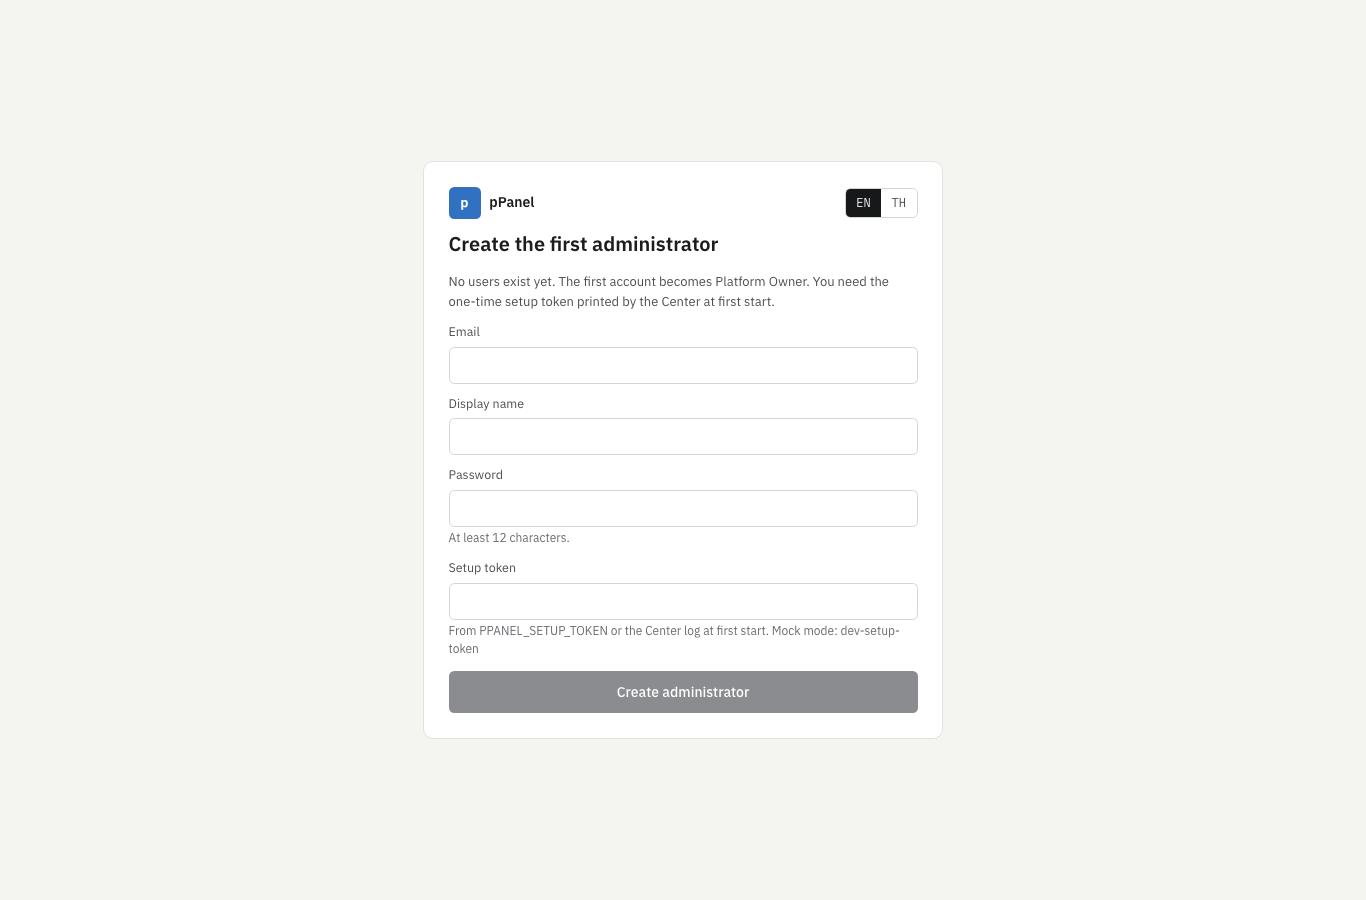 p pPanel EN TH
Create the first administrator
No users exist yet. The first account becomes Platform Owner. You need the
one-time setup token printed by the Center at first start.
Email
Display name
Password
At least 12 characters.
Setup token
From PPANEL_SETUP_TOKEN or the Center log at first start. Mock mode: dev-setup-
token
Create administrator